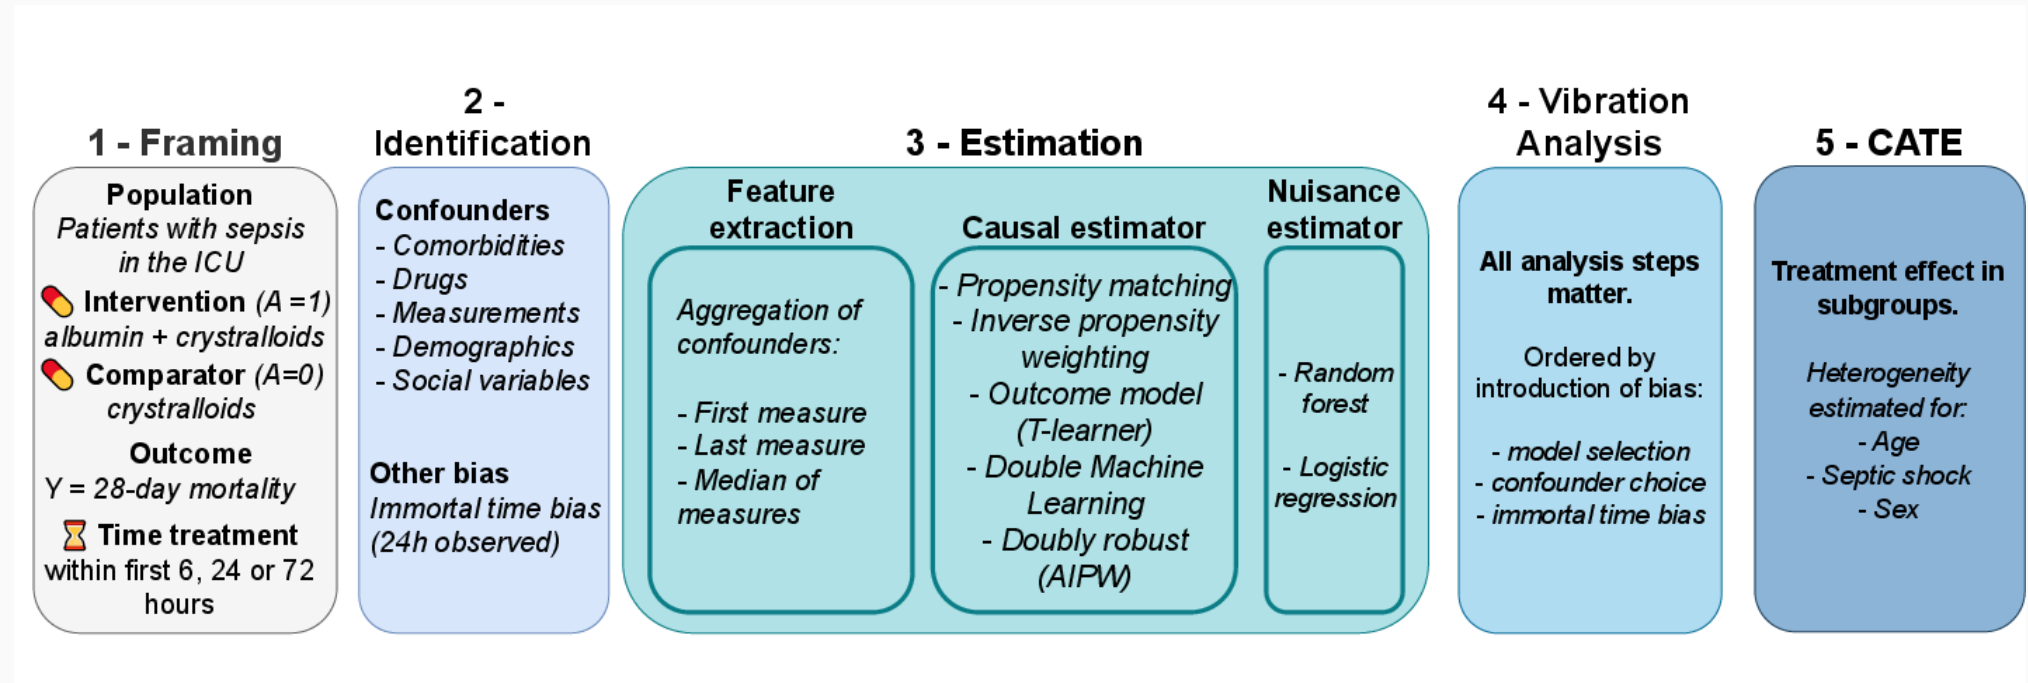 1 - Framing
Population
Patients with sepsis
in the ICU
Intervention (A =1)
albumin + crystralloids
Comparator (A=0)
crystralloids
Outcome
Y = 28-day mortality
Time treatment
within first 6, 24 or 72
hours
2 -
Identification
Confounders
- Comorbidities
- Drugs
- Measurements
- Demographics
- Social variables
Other bias
Immortal time bias
(24h observed)
3 - Estimation
Feature
extraction
Aggregation of
confounders:
- First measure
- Last measure
- Median of
measures
Causal estimator
- Propensity matching
- Inverse propensity
weighting
- Outcome model
(T-learner)
- Double Machine
Learning
- Doubly robust
(AIPW)
Nuisance
estimator
- Random
forest
- Logistic
regression
4 - Vibration
Analysis
All analysis steps
matter.
Ordered by
introduction of bias:
- model selection
- confounder choice
- immortal time bias
5 - CATE
Treatment effect in
subgroups.
Heterogeneity
estimated for:
- Age
- Septic shock
- Sex